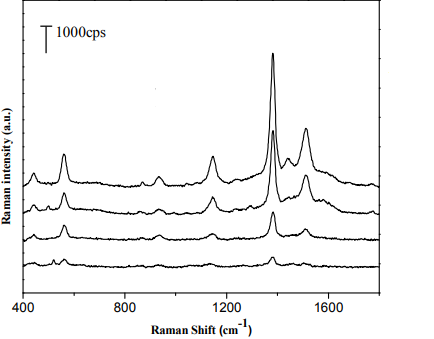 1000cps
Raman intensity (a.u.)
400 800 1200 1600
Raman Shift (cm-1)